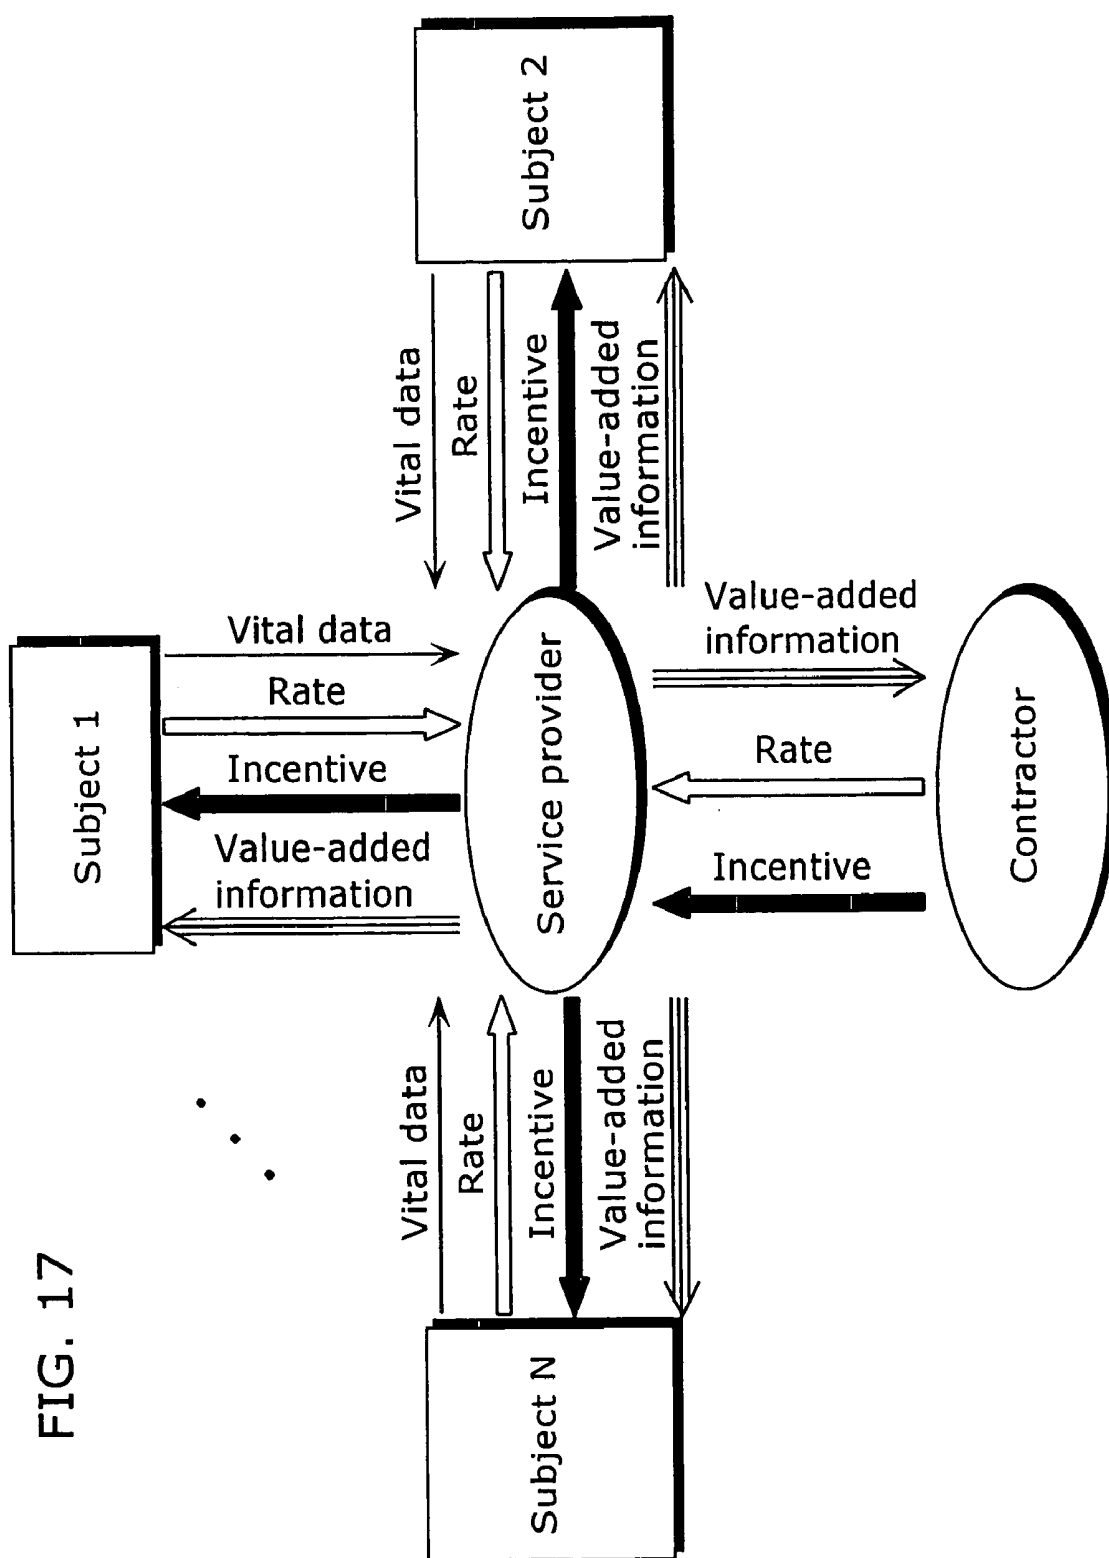 FIG. 17
Subject 1
Vital data
Rate
Incentive
Value-added
information
Subject 2
Vital data
Rate
Incentive
Value-added
information
Service provider
Subject N
Vital data
Rate
Incentive
Value-added
information
Value-added
information
Rate
Incentive
Contractor